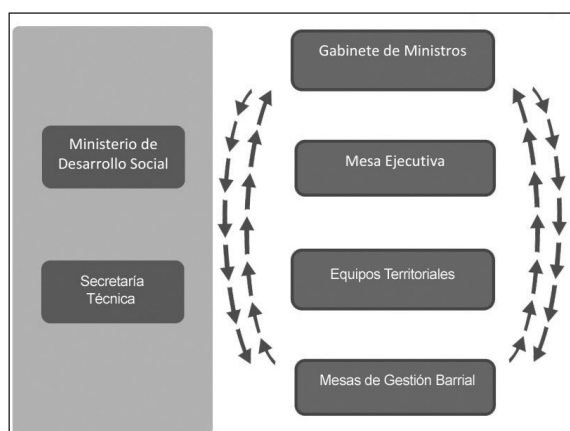 Ministerio de
Desarrollo Social
Secretaría
Técnica
Gabinete de Ministros
Mesa Ejecutiva
Equipos Territoriales
Mesas de Gestión Barrial